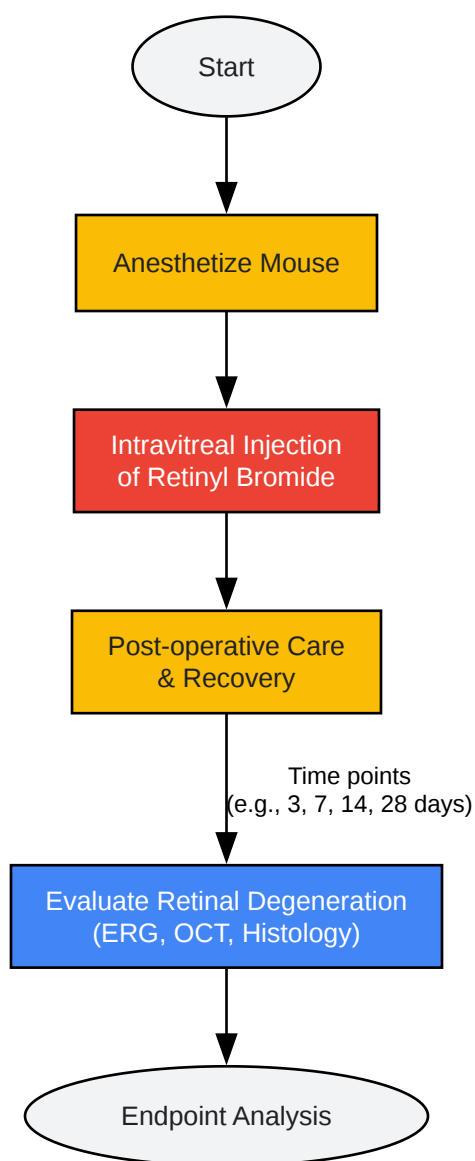 Start
Anesthetize Mouse
Intravitreal Injection
of Retinyl Bromide
Post-operative Care
& Recovery
Time points
(e.g., 3, 7, 14, 28 days)
Evaluate Retinal Degeneration
(ERG, OCT, Histology)
Endpoint Analysis